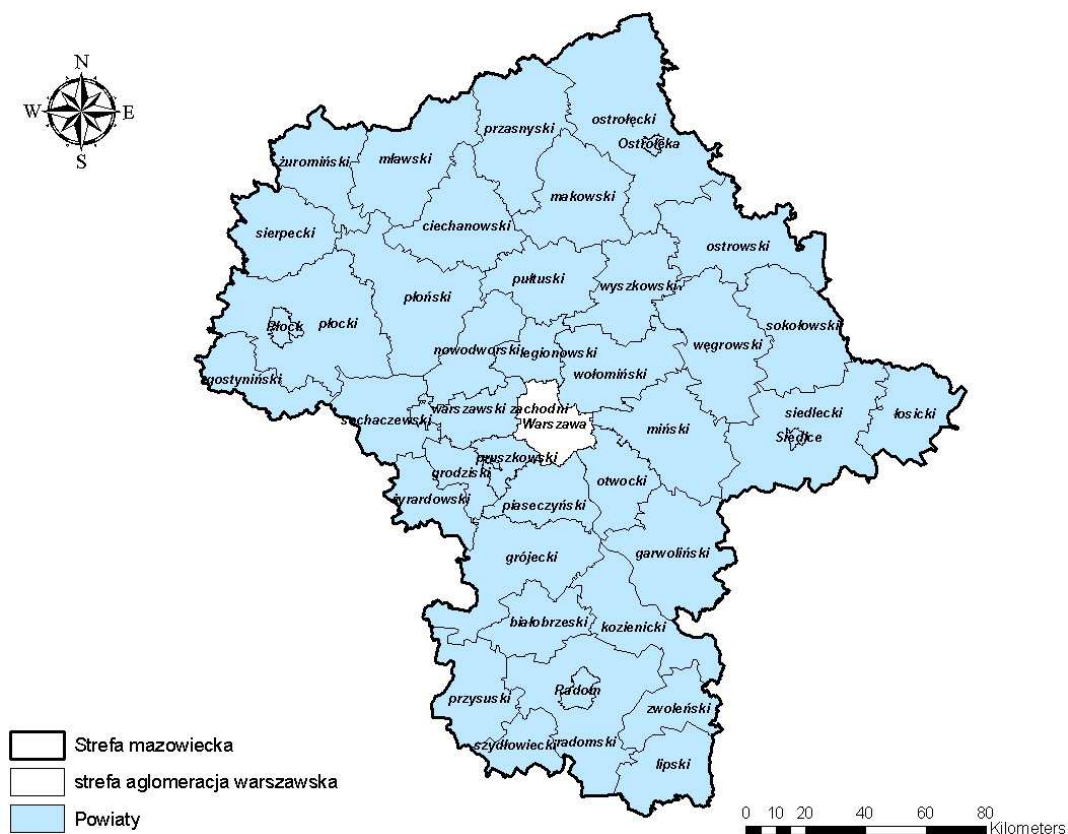 N
W E
S
ostrołęcki
przasnyski
Ostrołęka
żuromiński mławski
makowski
ciechanowski
sierpecki
ostrowski
pułtuski
wyszkowski
płoński
Płock płocki
sokołowski
węgrowski
nowodworski legionowski
wołomiński
gostyniński
warszawski zachodni
siedlecki łosicki
sochaczewski
Warszawa miński
Siedlce
pruszkowski
grodziski
otwocki
żyrardowski
piaseczyński
grójecki garwoliński
białobrzeski
kozienicki
Radom
przysuski
zwoleński
szydłowiecki radomski
lipski
Strefa mazowiecka
strefa aglomeracja warszawska
Powiaty
0 10 20 40 60 80
Kilometers